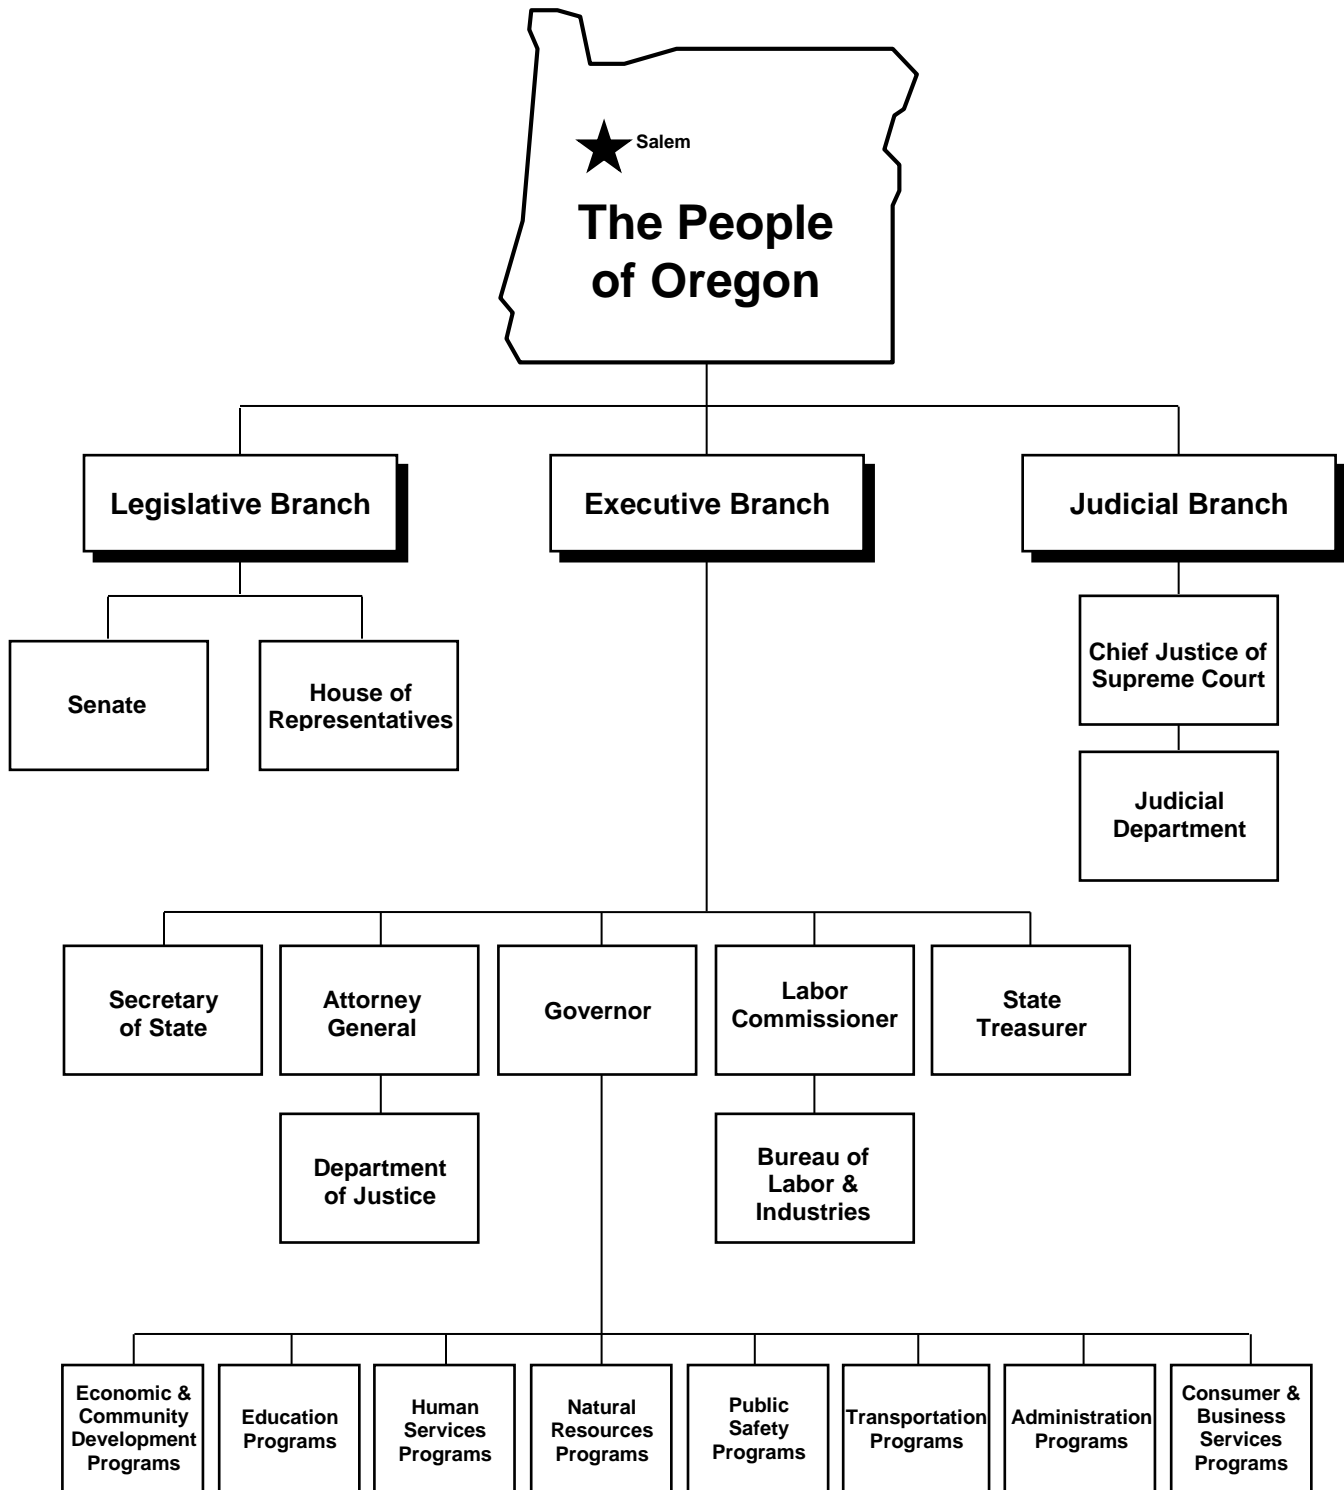 Salem
The People
of Oregon
Legislative Branch
Executive Branch
Judicial Branch
Senate
House of
Representatives
Chief Justice of
Supreme Court
Judicial
Department
Secretary
of State
Attorney
General
Governor
Labor
Commissioner
State
Treasurer
Department
of Justice
Bureau of
Labor &
Industries
Economic &
Community
Development
Programs
Education
Programs
Human
Services
Programs
Natural
Resources
Programs
Public
Safety
Programs
Transportation
Programs
Administration
Programs
Consumer &
Business
Services
Programs